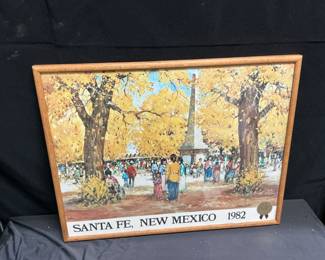 SANTA FE, NEW MEXICO 1982